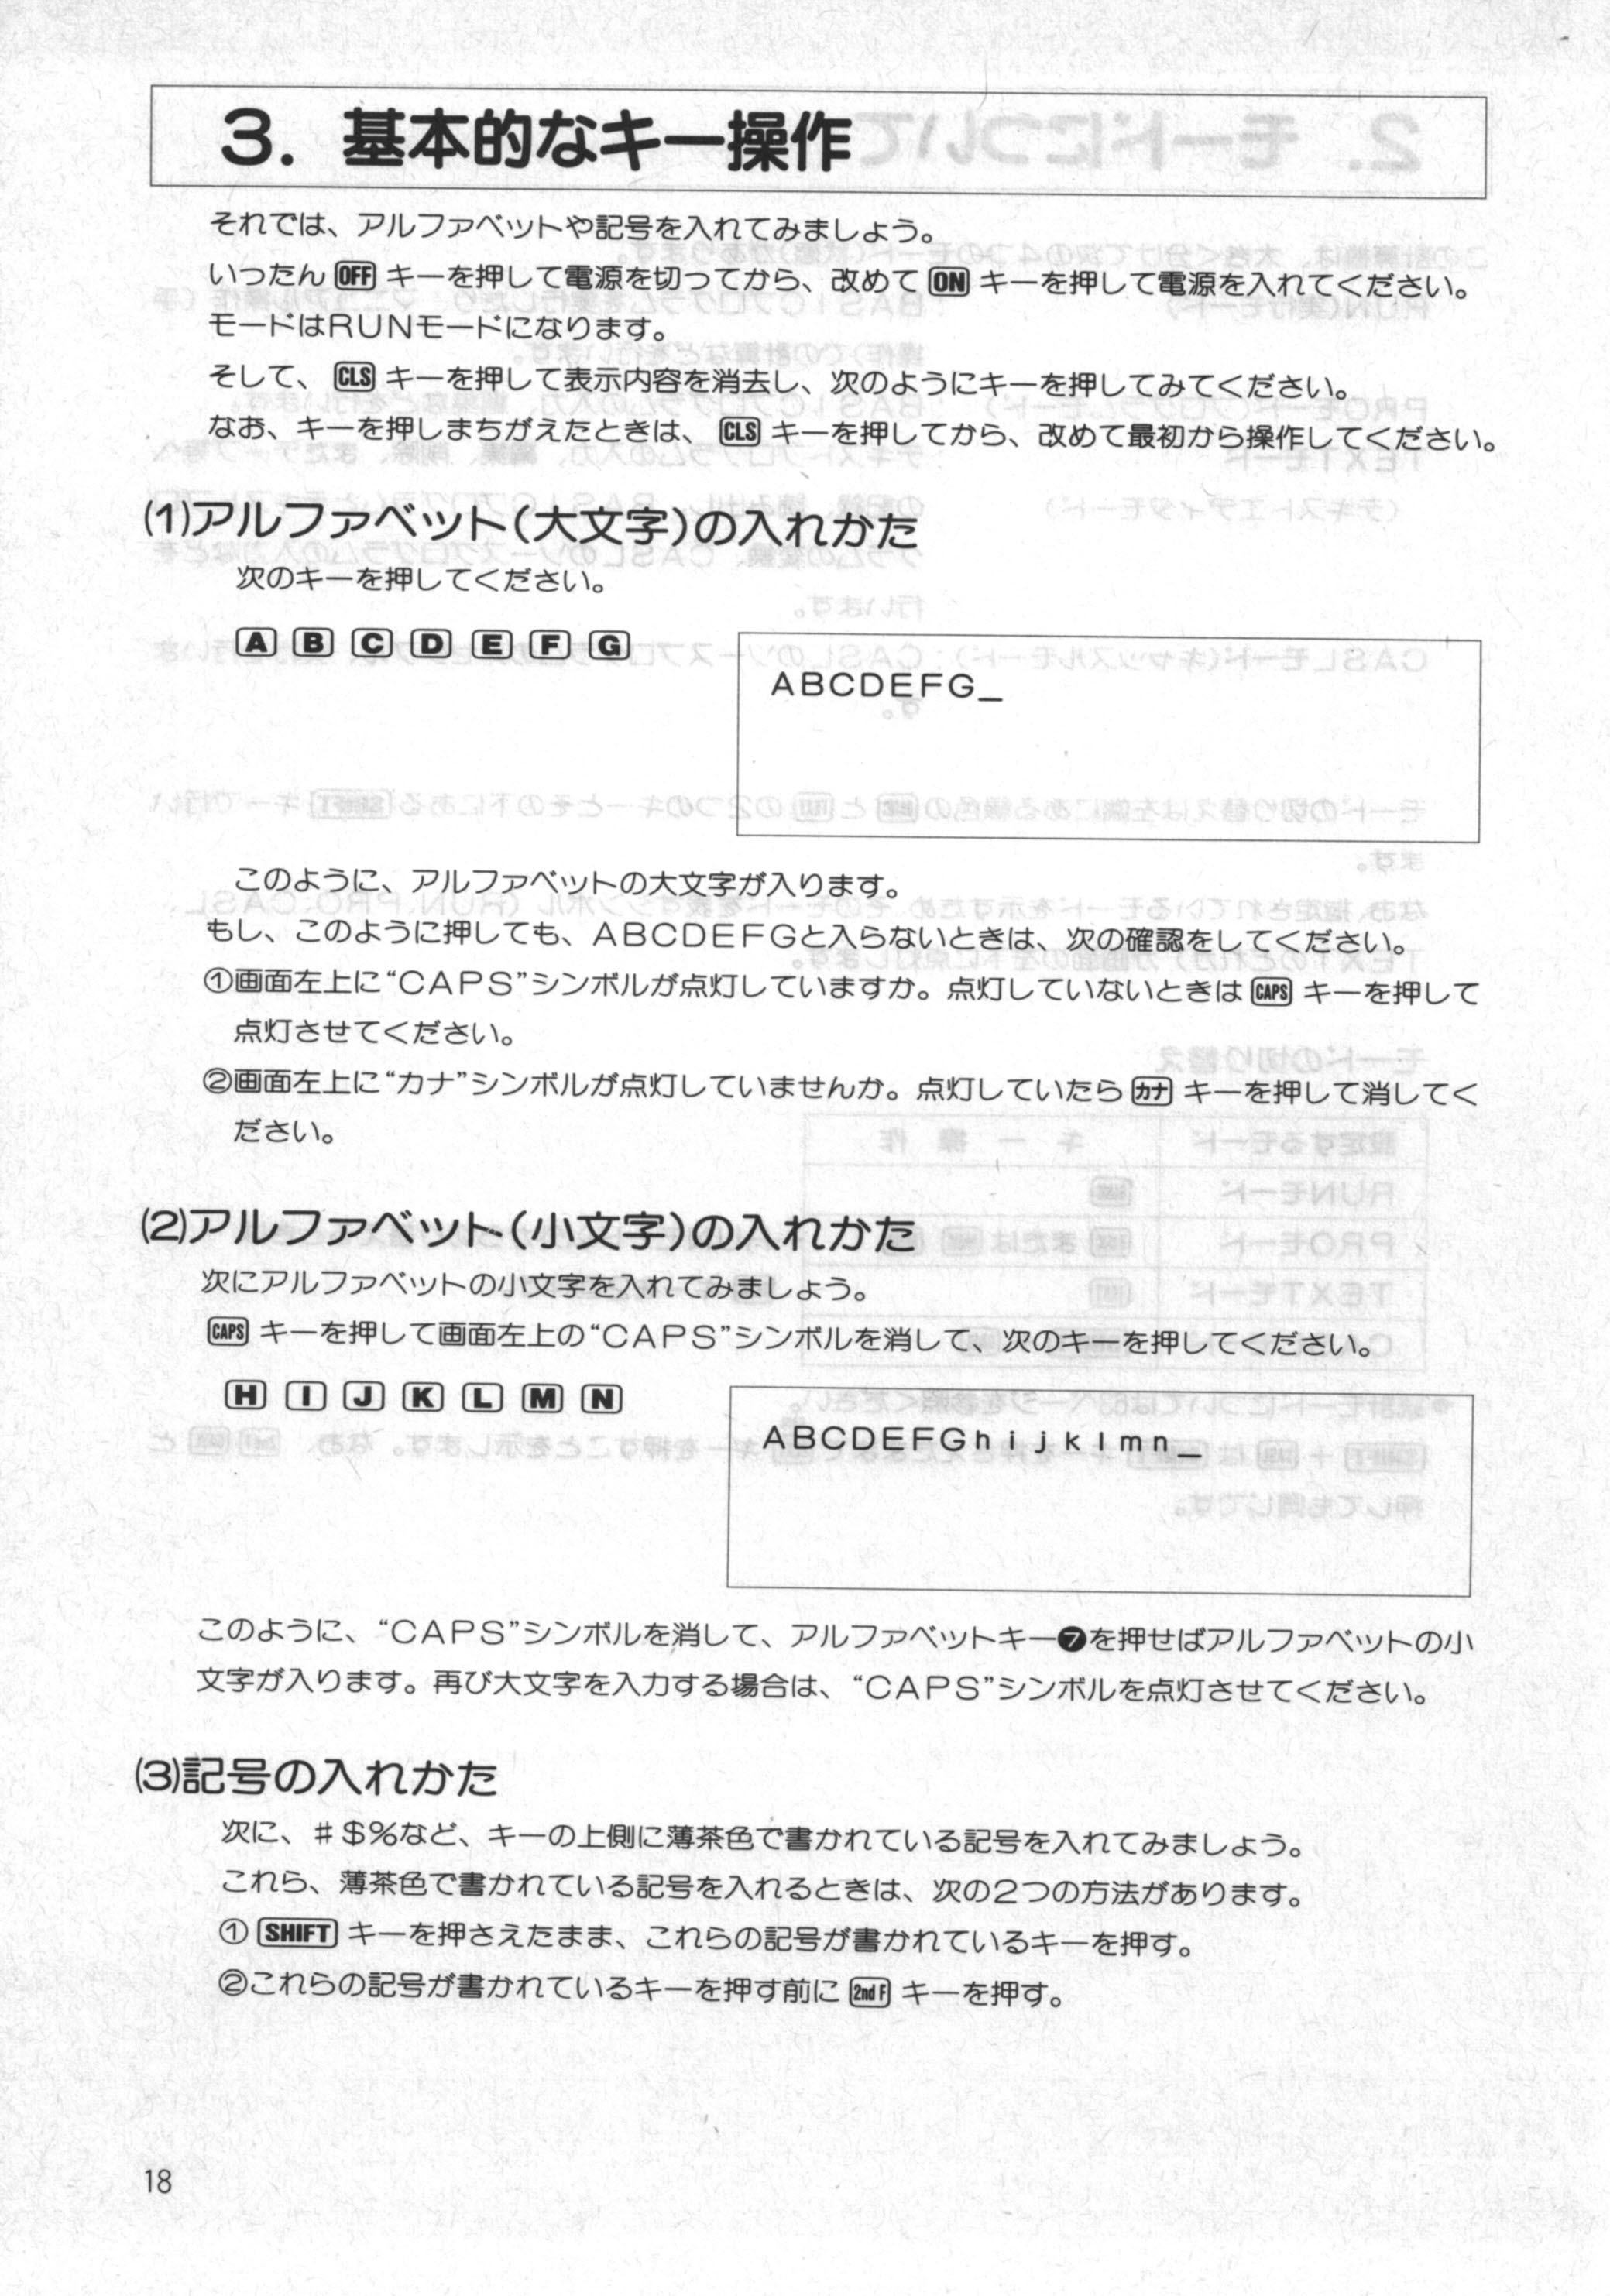 3. 基本的なキー操作
それでは、アルファベットや記号を入れてみましょう。
いったん OFF キーを押して電源を切ってから、改めて ON キーを押して電源を入れてください。
モードはRUNモードになります。
そして、 CLS キーを押して表示内容を消去し、次のようにキーを押してみてください。
なお、キーを押しまちがえたときは、 CLS キーを押してから、改めて最初から操作してください。
(1)アルファベット(大文字)の入れかた
次のキーを押してください。
A B C D E F G
ABCDEFG_
このように、アルファベットの大文字が入ります。
もし、このように押しても、ABCDEFGと入らないときは、次の確認をしてください。
①画面左上に“CAPS”シンボルが点灯していますか。点灯していないときは CAPS キーを押して
点灯させてください。
②画面左上に“カナ”シンボルが点灯していませんか。点灯していたら カナ キーを押して消してく
ださい。
(2)アルファベット(小文字)の入れかた
次にアルファベットの小文字を入れてみましょう。
CAPS キーを押して画面左上の“CAPS”シンボルを消して、次のキーを押してください。
H I J K L M N
ABCDEFGhijklmn_
このように、“CAPS”シンボルを消して、アルファベットキー❼を押せばアルファベットの小
文字が入ります。再び大文字を入力する場合は、“CAPS”シンボルを点灯させてください。
(3)記号の入れかた
次に、#$%など、キーの上側に薄茶色で書かれている記号を入れてみましょう。
これら、薄茶色で書かれている記号を入れるときは、次の2つの方法があります。
① SHIFT キーを押さえたまま、これらの記号が書かれているキーを押す。
②これらの記号が書かれているキーを押す前に 2nd F キーを押す。
18